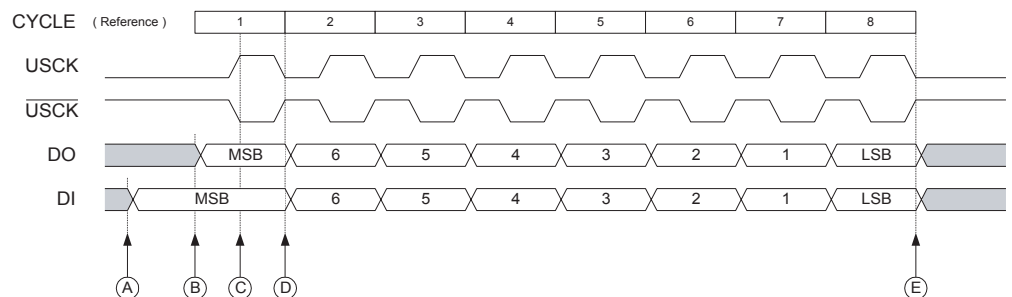 CYCLE ( Reference ) 1 2 3 4 5 6 7 8
USCK
USCK
DO MSB 6 5 4 3 2 1 LSB
DI MSB 6 5 4 3 2 1 LSB
A B C D E